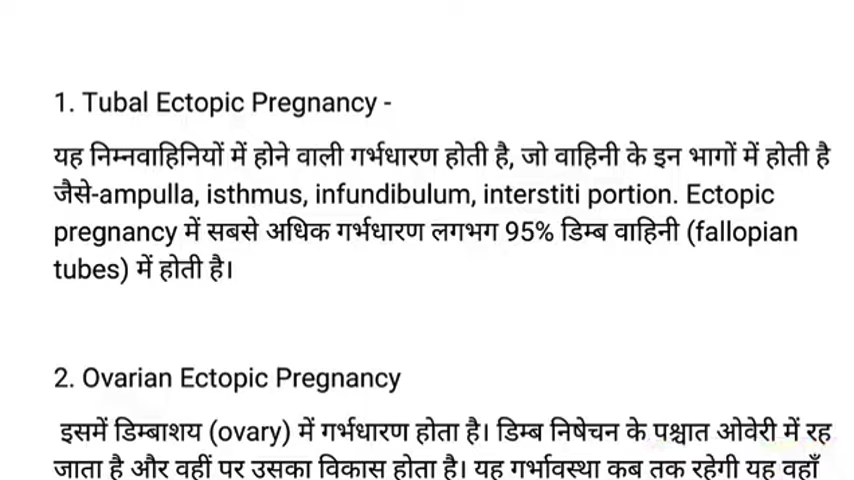 1. Tubal Ectopic Pregnancy -
यह निम्नवाहिनियों में होने वाली गर्भधारण होती है, जो वाहिनी के इन भागों में होती है
जैसे-ampulla, isthmus, infundibulum, interstiti portion. Ectopic
pregnancy में सबसे अधिक गर्भधारण लगभग 95% डिम्ब वाहिनी (fallopian
tubes) में होती है।
2. Ovarian Ectopic Pregnancy
इसमें डिम्बाशय (ovary) में गर्भधारण होता है। डिम्ब निषेचन के पश्चात ओवेरी में रह
जाता है और वहीं पर उसका विकास होता है। यह गर्भावस्था कब तक रहेगी यह वहाँ